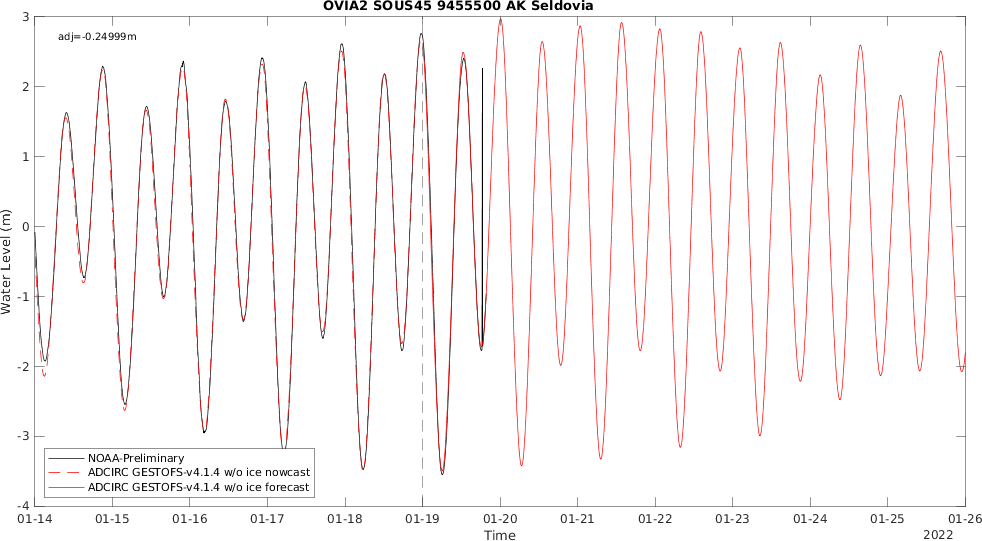 OVIA2 SOUS45 9455500 AK Seldovia
adj=-0.24999m
3
2
1
0
-1
-2
-3
-4
Water Level (m)
NOAA-Preliminary
ADCIRC GESTOFS-v4.1.4 w/o ice nowcast
ADCIRC GESTOFS-v4.1.4 w/o ice forecast
01-14 01-15 01-16 01-17 01-18 01-19 01-20 01-21 01-22 01-23 01-24 01-25 01-26
Time
2022